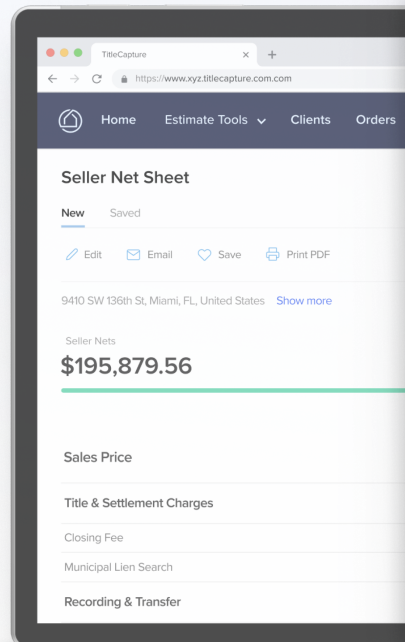 TitleCapture
https://www.xyz.titlecapture.com.com
Home Estimate Tools Clients Orders
Seller Net Sheet
New Saved
Edit Email Save Print PDF
9410 SW 136th St, Miami, FL, United States Show more
Seller Nets
$195,879.56
Sales Price
Title & Settlement Charges
Closing Fee
Municipal Lien Search
Recording & Transfer